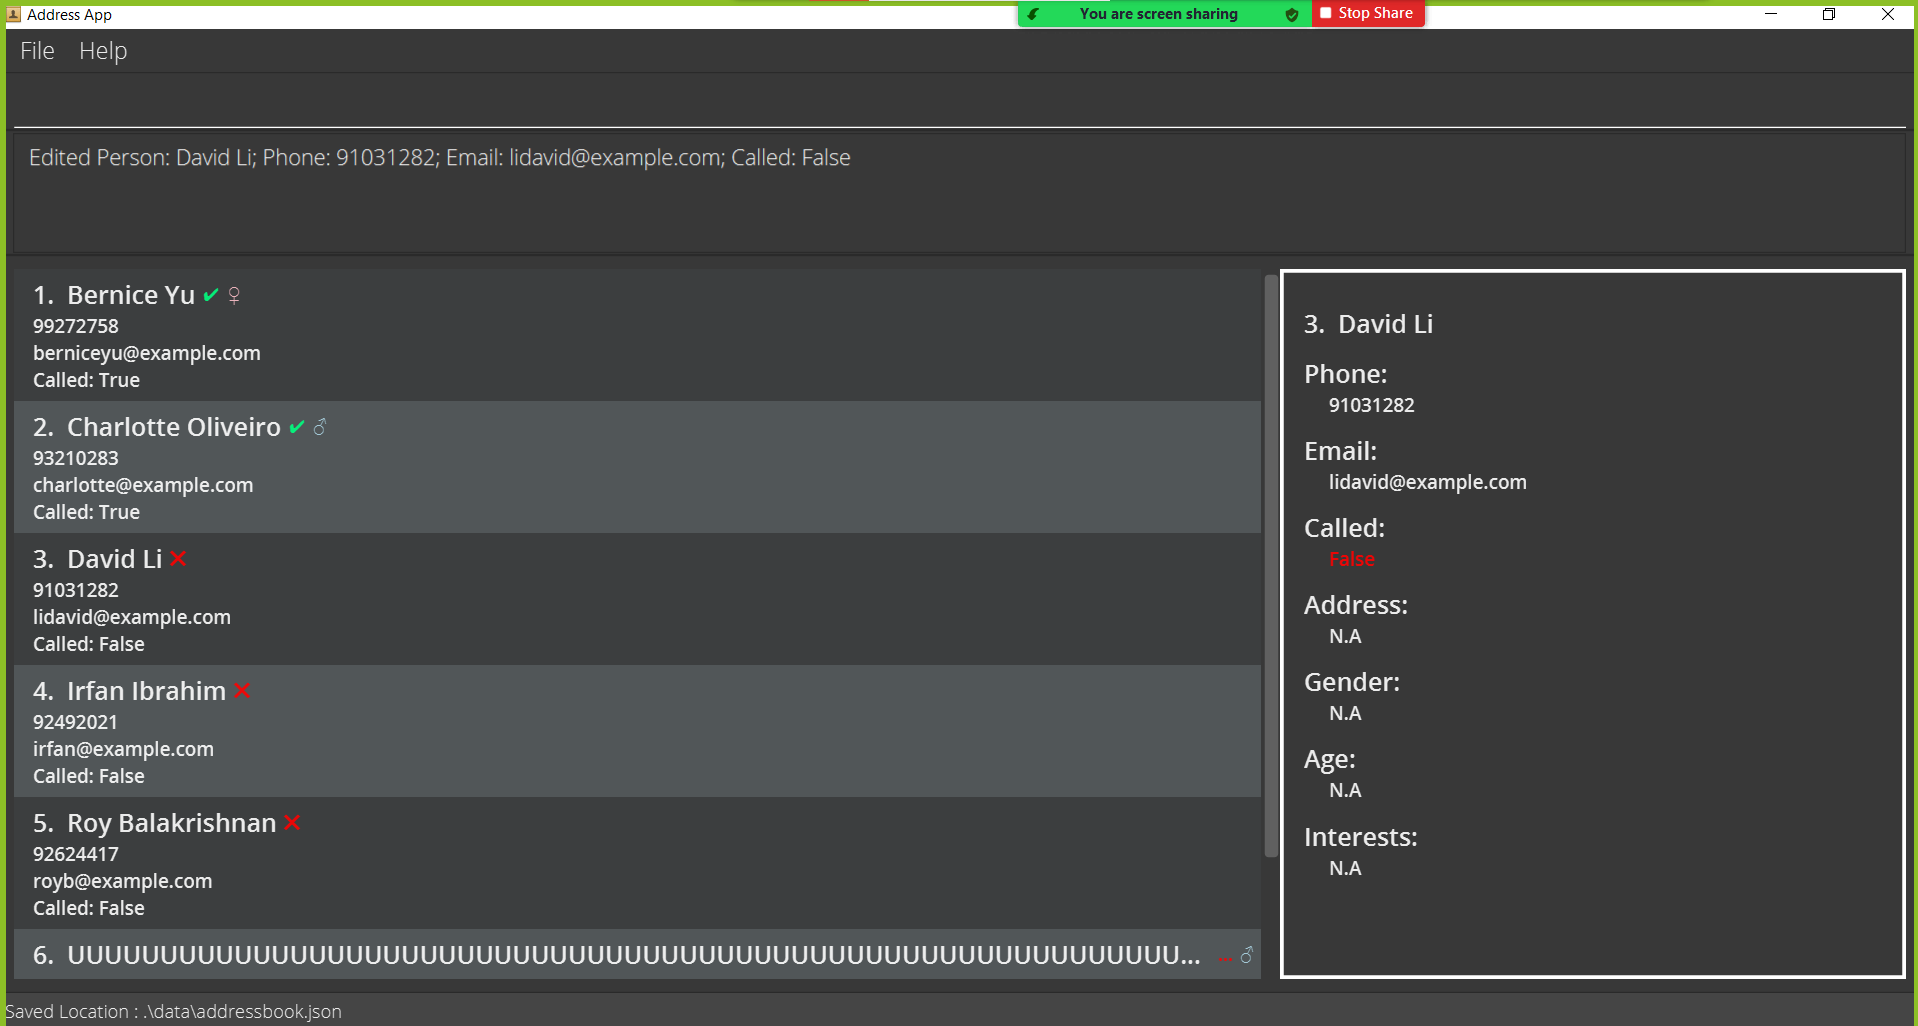 Address App
You are screen sharing
Stop Share
File Help
Edited Person: David Li; Phone: 91031282; Email: lidavid@example.com; Called: False
1. Bernice Yu ✔ ♀
99272758
berniceyu@example.com
Called: True
2. Charlotte Oliveiro ✔ ♂
93210283
charlotte@example.com
Called: True
3. David Li ❌
91031282
lidavid@example.com
Called: False
4. Irfan Ibrahim ❌
92492021
irfan@example.com
Called: False
5. Roy Balakrishnan ❌
92624417
royb@example.com
Called: False
6. UUUUUUUUUUUUUUUUUUUUUUUUUUUUUUUUUUUUUUUUUUUUUUUUUUUUUUUUUUUU... ... ♂
3. David Li
Phone:
91031282
Email:
lidavid@example.com
Called:
False
Address:
N.A
Gender:
N.A
Age:
N.A
Interests:
N.A
Saved Location : .\data\addressbook.json